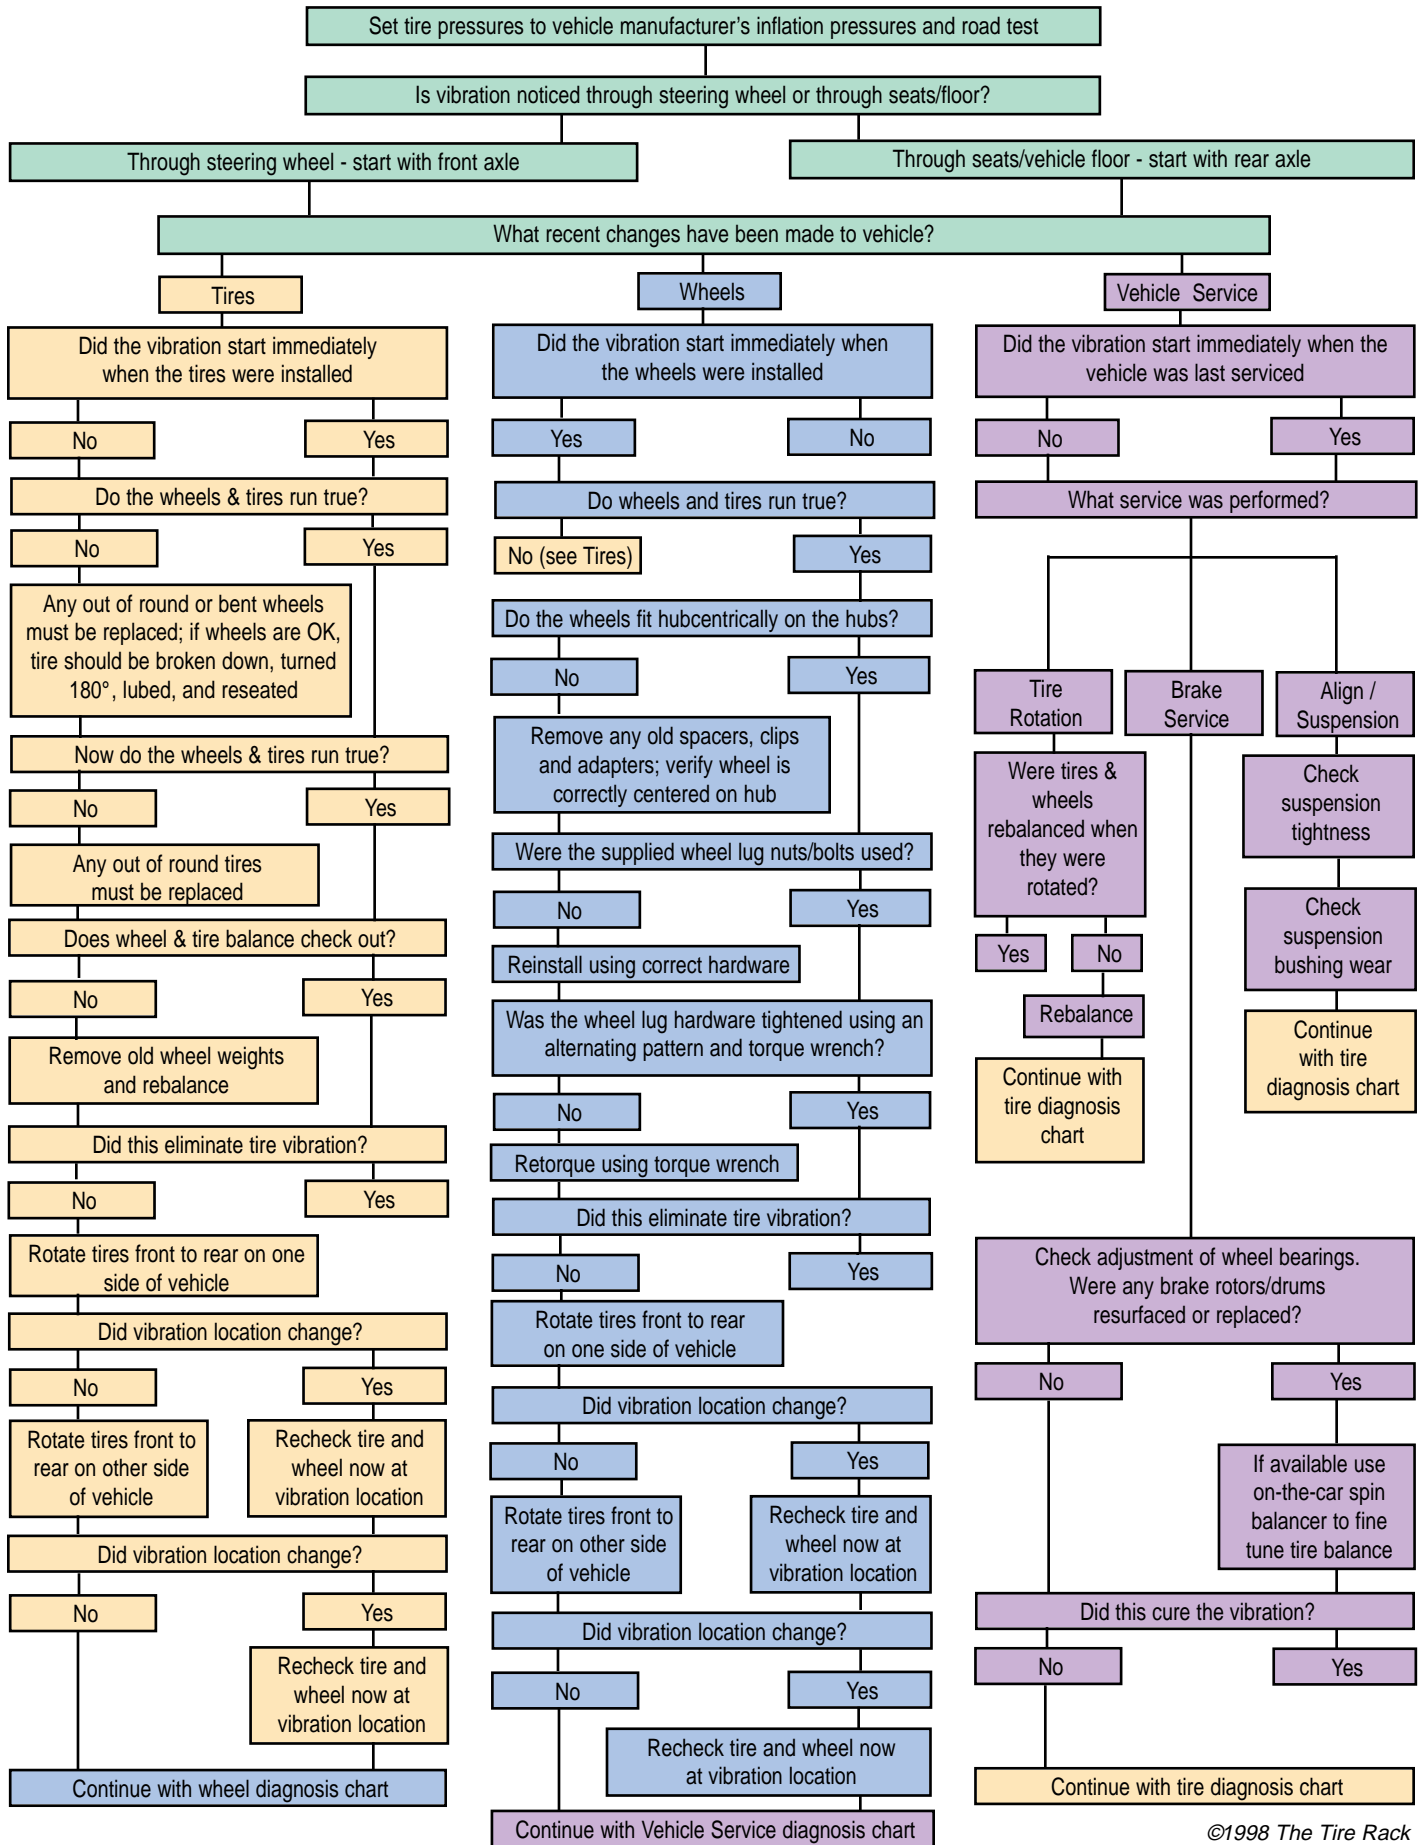 Set tire pressures to vehicle manufacturer's inflation pressures and road test
Is vibration noticed through steering wheel or through seats/floor?
Through steering wheel - start with front axle
Through seats/vehicle floor - start with rear axle
What recent changes have been made to vehicle?
Tires
Did the vibration start immediately
when the tires were installed
No
Yes
Do the wheels & tires run true?
No
Yes
Any out of round or bent wheels
must be replaced; if wheels are OK,
tire should be broken down, turned
180°, lubed, and reseated
Now do the wheels & tires run true?
No
Yes
Any out of round tires
must be replaced
Does wheel & tire balance check out?
No
Yes
Remove old wheel weights
and rebalance
Did this eliminate tire vibration?
No
Yes
Rotate tires front to rear on one
side of vehicle
Did vibration location change?
No
Yes
Rotate tires front to
rear on other side
of vehicle
Recheck tire and
wheel now at
vibration location
Did vibration location change?
No
Yes
Recheck tire and
wheel now at
vibration location
Continue with wheel diagnosis chart
Wheels
Did the vibration start immediately when
the wheels were installed
Yes
No
Do wheels and tires run true?
No (see Tires)
Yes
Do the wheels fit hubcentrically on the hubs?
No
Yes
Remove any old spacers, clips
and adapters; verify wheel is
correctly centered on hub
Were the supplied wheel lug nuts/bolts used?
No
Yes
Reinstall using correct hardware
Was the wheel lug hardware tightened using an
alternating pattern and torque wrench?
No
Yes
Retorque using torque wrench
Did this eliminate tire vibration?
No
Yes
Rotate tires front to rear
on one side of vehicle
Did vibration location change?
No
Yes
Rotate tires front to
rear on other side
of vehicle
Recheck tire and
wheel now at
vibration location
Did vibration location change?
No
Yes
Recheck tire and wheel now
at vibration location
Continue with Vehicle Service diagnosis chart
Vehicle Service
Did the vibration start immediately when the
vehicle was last serviced
No
Yes
What service was performed?
Tire
Rotation
Brake
Service
Align /
Suspension
Were tires &
wheels
rebalanced when
they were
rotated?
Yes
No
Rebalance
Continue with
tire diagnosis
chart
Check
suspension
tightness
Check
suspension
bushing wear
Continue
with tire
diagnosis chart
Check adjustment of wheel bearings.
Were any brake rotors/drums
resurfaced or replaced?
No
Yes
If available use
on-the-car spin
balancer to fine
tune tire balance
Did this cure the vibration?
No
Yes
Continue with tire diagnosis chart
©1998 The Tire Rack